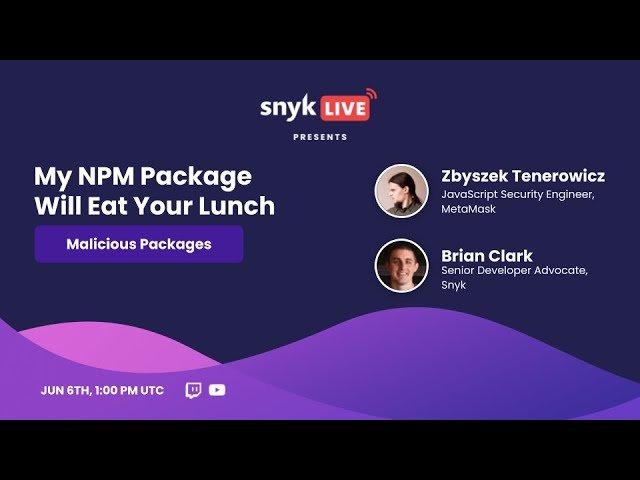 snyk LIVE
PRESENTS
My NPM Package
Will Eat Your Lunch
Malicious Packages
Zbyszek Tenerowicz
JavaScript Security Engineer,
MetaMask
Brian Clark
Senior Developer Advocate,
Snyk
JUN 6TH, 1:00 PM UTC